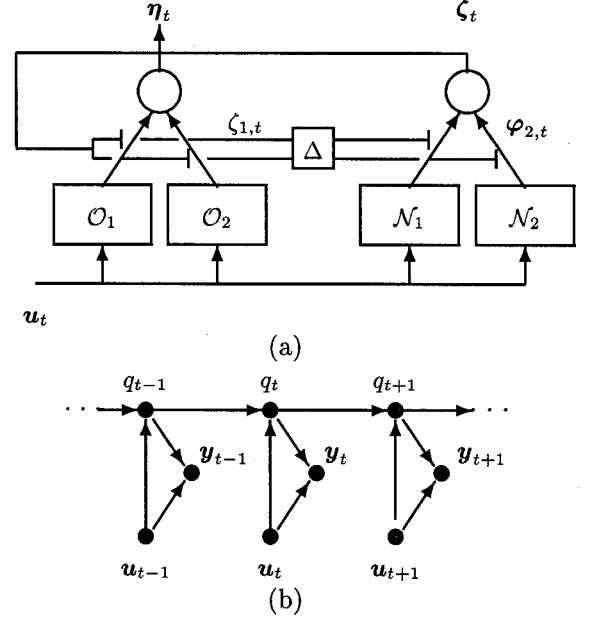 η_t ζ_t
ζ_{1,t} φ_{2,t}
Δ
𝒪_1 𝒪_2 𝒩_1 𝒩_2
u_t
(a)
q_{t−1} q_t q_{t+1}
· · · · · ·
y_{t−1} y_t y_{t+1}
u_{t−1} u_t u_{t+1}
(b)